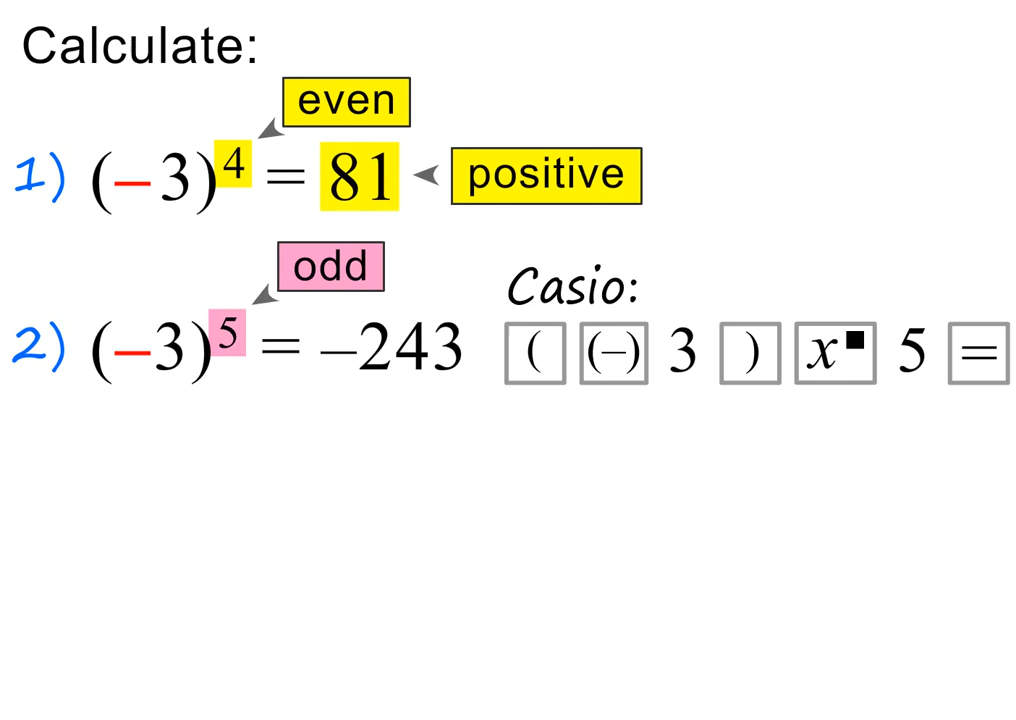 Calculate:
even
1) (–3)⁴ = 81 positive
odd
Casio:
2) (–3)⁵ = –243 ( (–) 3 ) x■ 5 =